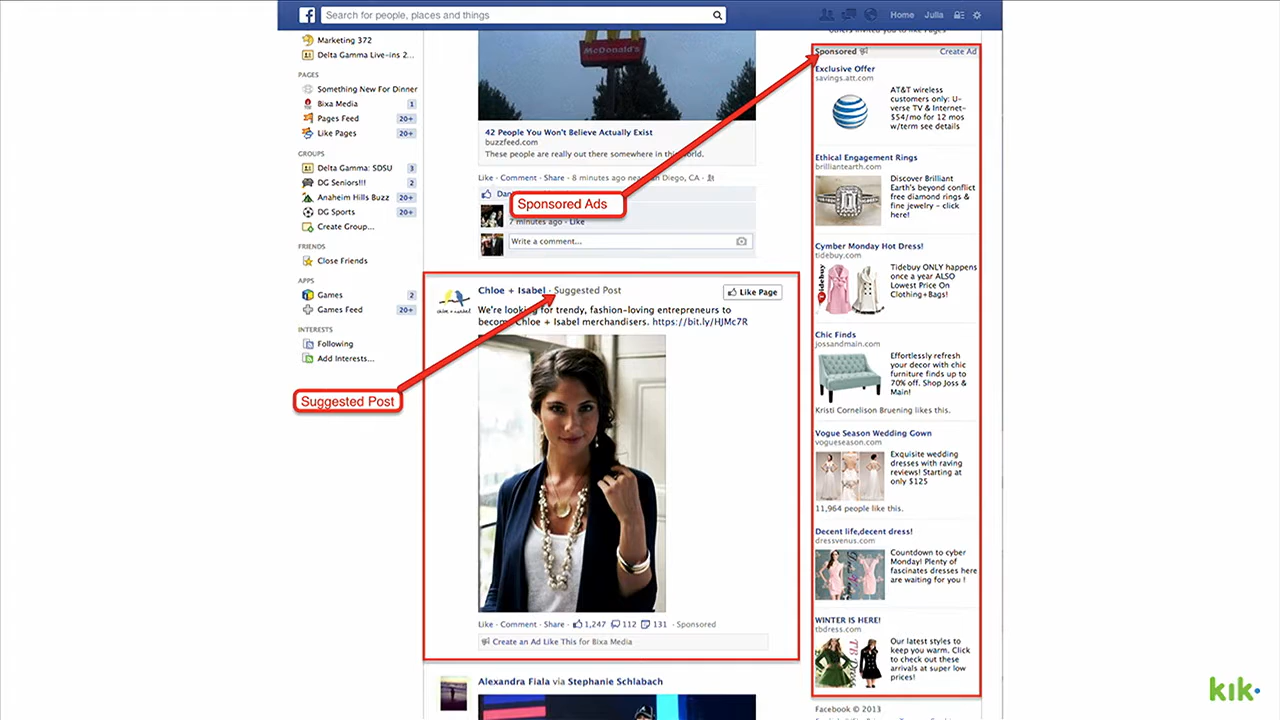 Search for people, places and things
Home
Julia
Marketing 372
Delta Gamma Live-ins 2...
PAGES
Something New For Dinner
Bixa Media 1
Pages Feed 20+
Like Pages 20+
GROUPS
Delta Gamma: SDSU 3
DG Seniors!!! 2
Anaheim Hills Buzz 20+
DG Sports 20+
Create Group...
FRIENDS
Close Friends
APPS
Games 2
Games Feed 20+
INTERESTS
Following
Add Interests...
Suggested Post
McDonald's
42 People You Won't Believe Actually Exist
buzzfeed.com
These people are really out there somewhere in this world.
Like · Comment · Share · 8 minutes ago near San Diego, CA ·
Sponsored Ads
7 minutes ago · Like
Write a comment...
Chloe + Isabel · Suggested Post
Like Page
chloe + isabel
We're looking for trendy, fashion-loving entrepreneurs to
become Chloe + Isabel merchandisers. https://bit.ly/HJMc7R
Like · Comment · Share · 1,247 112 131 · Sponsored
Create an Ad Like This for Bixa Media
Alexandra Fiala via Stephanie Schlabach
others invited you to like Pages
Sponsored
Create Ad
Exclusive Offer
savings.att.com
AT&T wireless
customers only: U-
verse TV & Internet-
$54/mo for 12 mos
w/term see details
Ethical Engagement Rings
brilliantearth.com
Discover Brilliant
Earth's beyond conflict
free diamond rings &
fine jewelry - click
here!
Cymber Monday Hot Dress!
tidebuy.com
Tidebuy
Tidebuy ONLY happens
once a year ALSO
Lowest Price On
Clothing+Bags!
Chic Finds
jossandmain.com
Effortlessly refresh
your decor with chic
furniture finds up to
70% off. Shop Joss &
Main!
Kristi Cornelison Bruening likes this.
Vogue Season Wedding Gown
vogueseason.com
Exquisite wedding
dresses with raving
reviews! Starting at
only $125
11,964 people like this.
Decent life,decent dress!
dressvenus.com
Countdown to cyber
Monday! Plenty of
fascinates dresses here
are waiting for you !
WINTER IS HERE!
tbdress.com
Our latest styles to
keep you warm. Click
to check out these
arrivals at super low
prices!
Facebook © 2013
kik